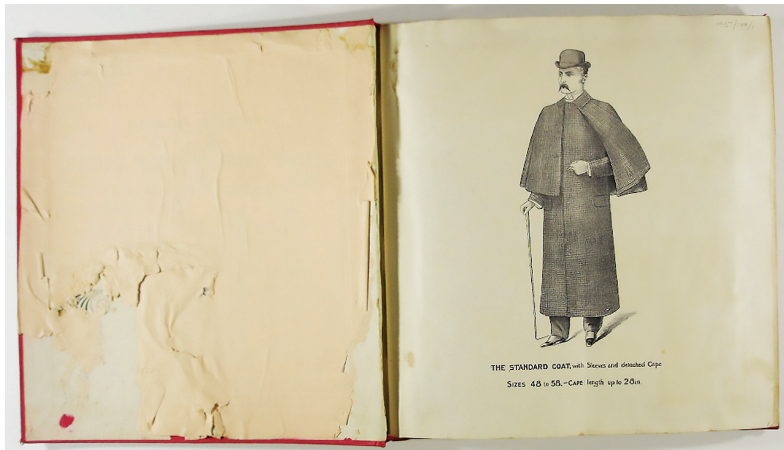 THE STANDARD COAT, with Sleeves and detached Cape
SIZES 48 to 58.-CAPE length up to 28in